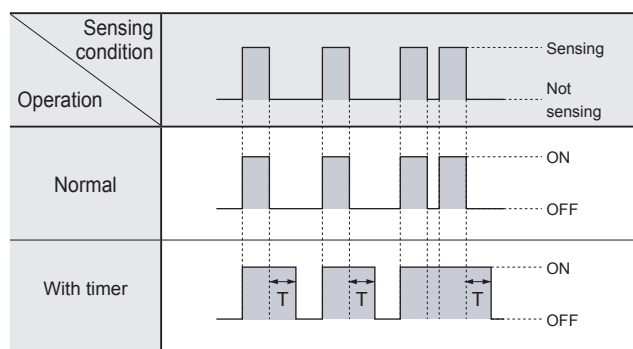 Sensing
condition
Operation
Sensing
Not
sensing
Normal
ON
OFF
With timer
T
T
T
ON
OFF